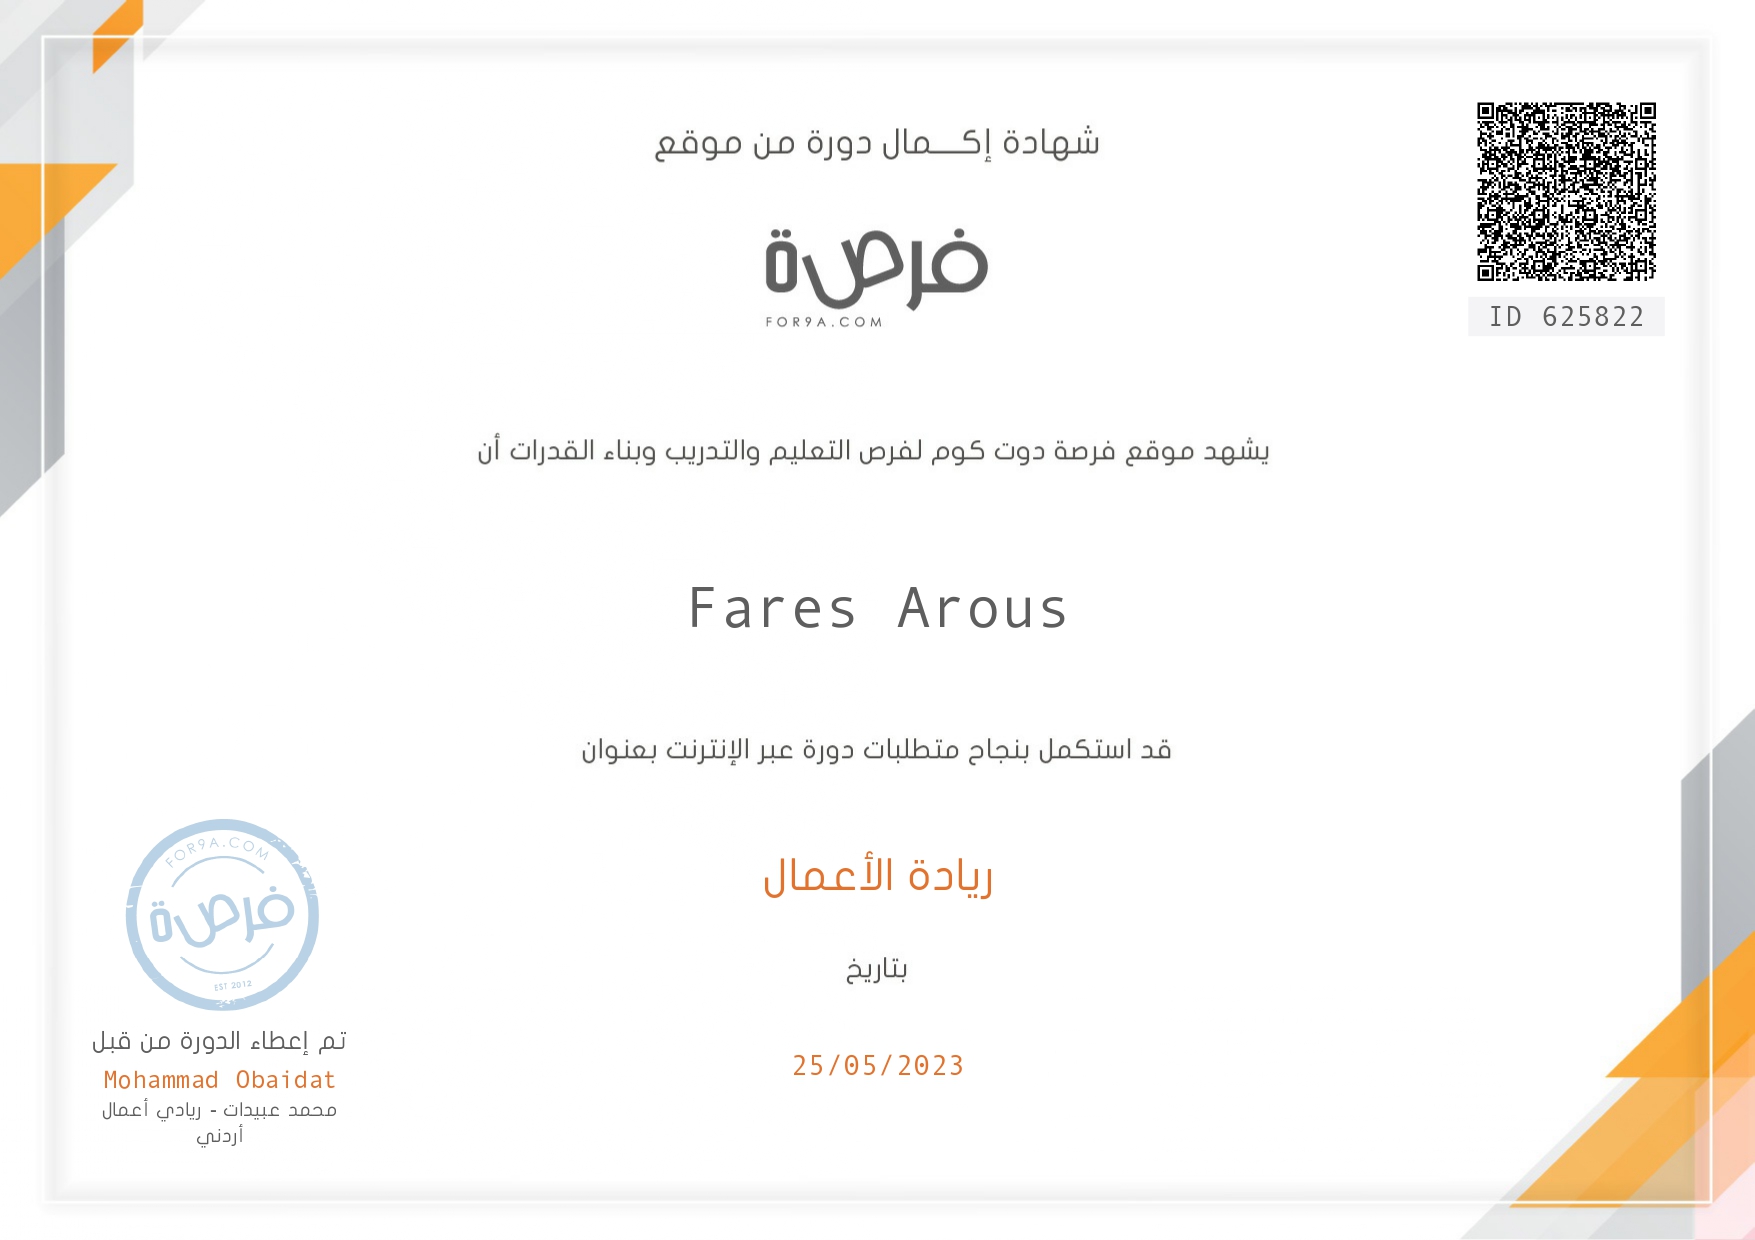 شهادة إكـــمال دورة من موقع
فرصة
FOR9A.COM
ID 625822
يشهد موقع فرصة دوت كوم لفرص التعليم والتدريب وبناء القدرات أن
Fares Arous
قد استكمل بنجاح متطلبات دورة عبر الإنترنت بعنوان
ريادة الأعمال
بتاريخ
25/05/2023
FOR9A.COM
فرصة
EST 2012
تم إعطاء الدورة من قبل
Mohammad Obaidat
محمد عبيدات - ريادي أعمال
أردني